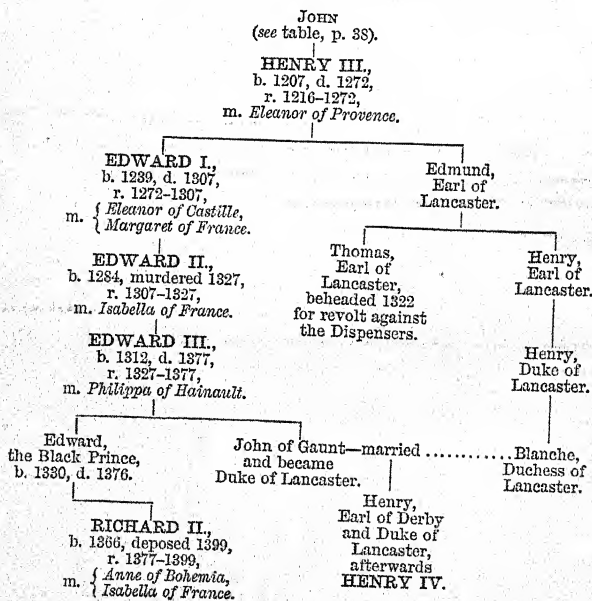 JOHN
(see table, p. 38).
HENRY III.,
b. 1207, d. 1272,
r. 1216–1272,
m. Eleanor of Provence.
EDWARD I.,
b. 1239, d. 1307,
r. 1272–1307,
m. { Eleanor of Castille,
{ Margaret of France.
Edmund,
Earl of
Lancaster.
EDWARD II.,
b. 1284, murdered 1327,
r. 1307–1327,
m. Isabella of France.
Thomas,
Earl of
Lancaster,
beheaded 1322
for revolt against
the Dispensers.
Henry,
Earl of
Lancaster.
EDWARD III.,
b. 1312, d. 1377,
r. 1327–1377,
m. Philippa of Hainault.
Henry,
Duke of
Lancaster.
Edward,
the Black Prince,
b. 1330, d. 1376.
John of Gaunt—married ..........
and became
Duke of Lancaster.
Blanche,
Duchess of
Lancaster.
RICHARD II.,
b. 1366, deposed 1399,
r. 1377–1399,
m. { Anne of Bohemia,
{ Isabella of France.
Henry,
Earl of Derby
and Duke of
Lancaster,
afterwards
HENRY IV.